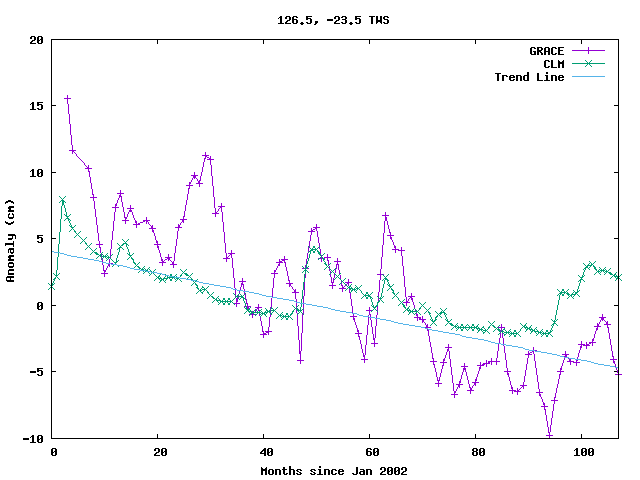 126.5, -23.5 TWS
GRACE
CLM
Trend Line
20
15
10
5
0
-5
-10
Anomaly (cm)
0 20 40 60 80 100
Months since Jan 2002